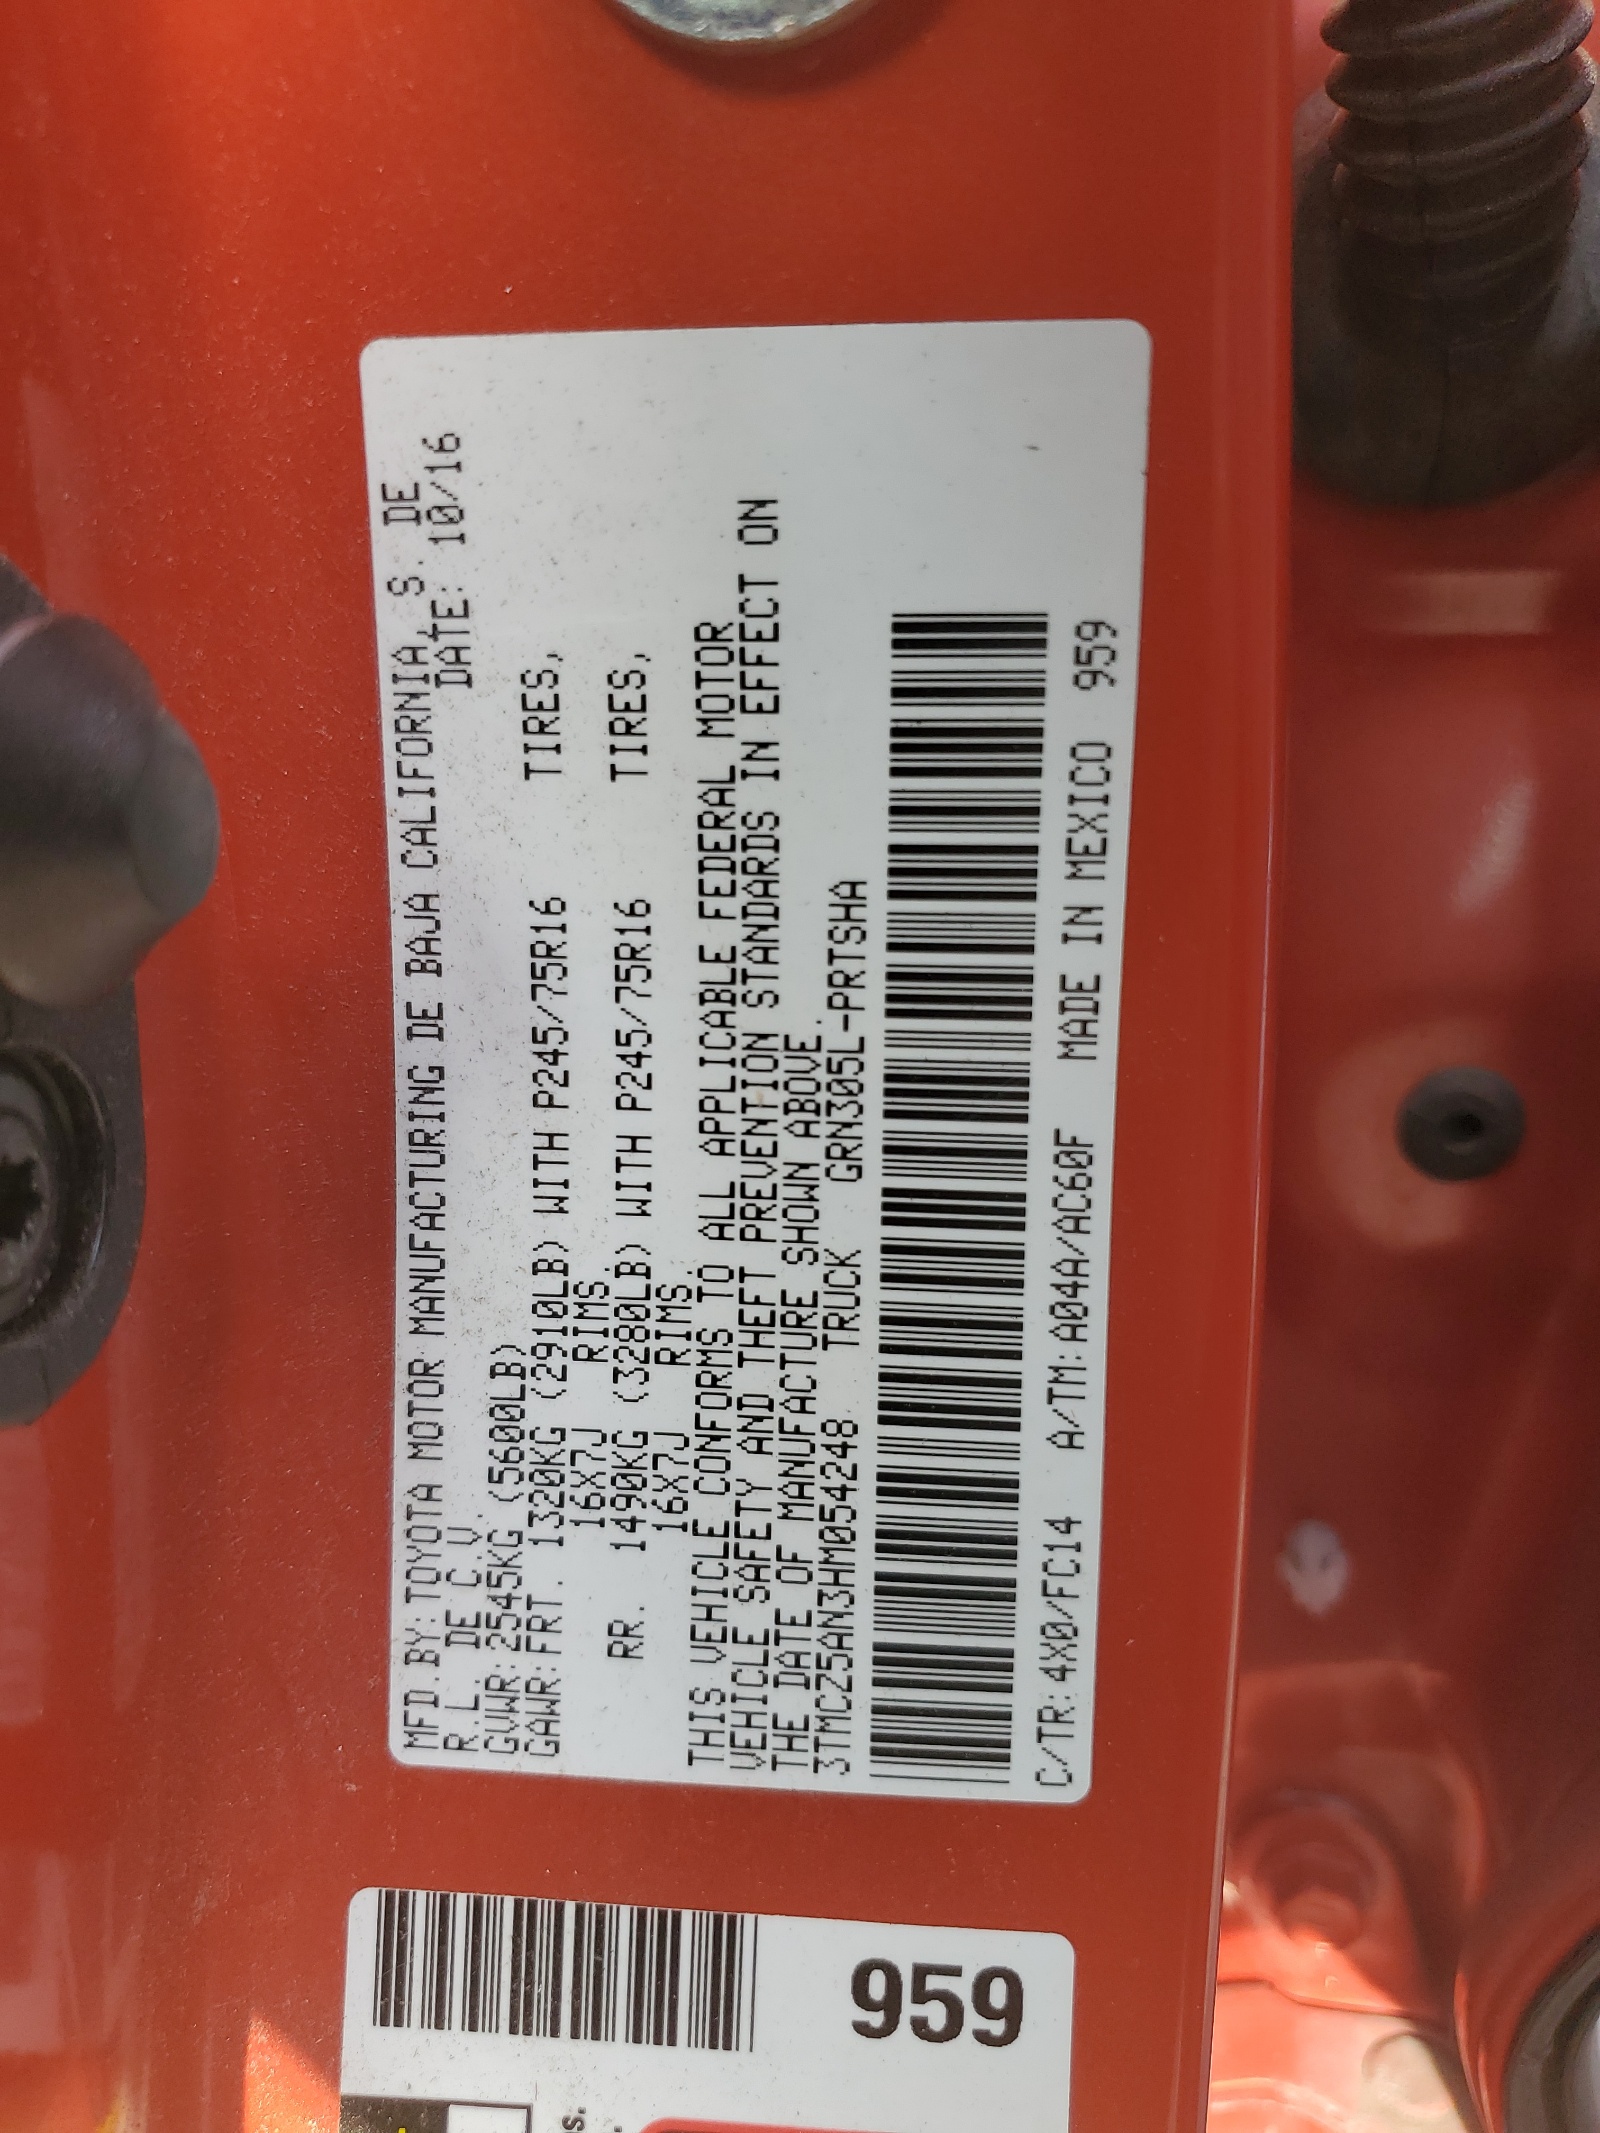 MFD.BY:TOYOTA MOTOR MANUFACTURING DE BAJA CALIFORNIA, S. DE
R.L. DE C.V. DATE: 10/16
GVWR:2545KG (5600LB)
GAWR:FRT. 1320KG (2910LB) WITH P245/75R16 TIRES,
16X7J RIMS.
RR. 1490KG (3280LB) WITH P245/75R16 TIRES,
16X7J RIMS.
THIS VEHICLE CONFORMS TO ALL APPLICABLE FEDERAL MOTOR
VEHICLE SAFETY AND THEFT PREVENTION STANDARDS IN EFFECT ON
THE DATE OF MANUFACTURE SHOWN ABOVE.
3TMCZ5AN3HM054248 TRUCK GRN305L-PRTSHA
C/TR:4X0/FC14 A/TM:A04A/AC60F MADE IN MEXICO 959
959